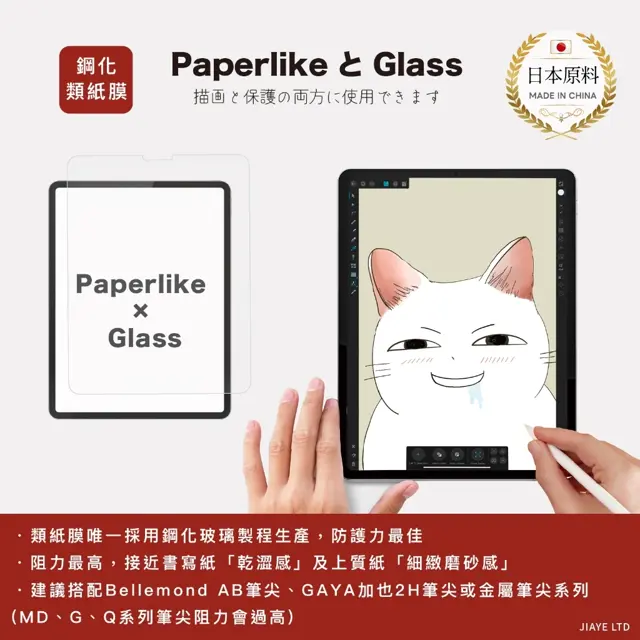 鋼化
類紙膜
Paperlike と Glass
描画と保護の両方に使用できます
日本原料
MADE IN CHINA
Paperlike
×
Glass
·類紙膜唯一採用鋼化玻璃製程生產，防護力最佳
·阻力最高，接近書寫紙「乾澀感」及上質紙「細緻磨砂感」
·建議搭配Bellemond AB筆尖、GAYA加也2H筆尖或金屬筆尖系列
(MD、G、Q系列筆尖阻力會過高)
JIAYE LTD